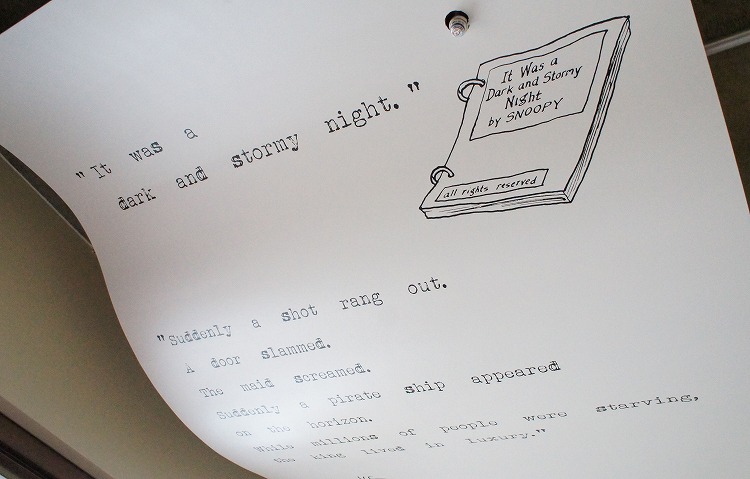 "It was a
dark and stormy night."
It Was a
Dark and Stormy
Night
by SNOOPY
all rights reserved
"Suddenly a shot rang out.
A door slammed.
The maid screamed.
Suddenly a pirate ship appeared
on the horizon.
While millions of people were starving,
the king lived in luxury."